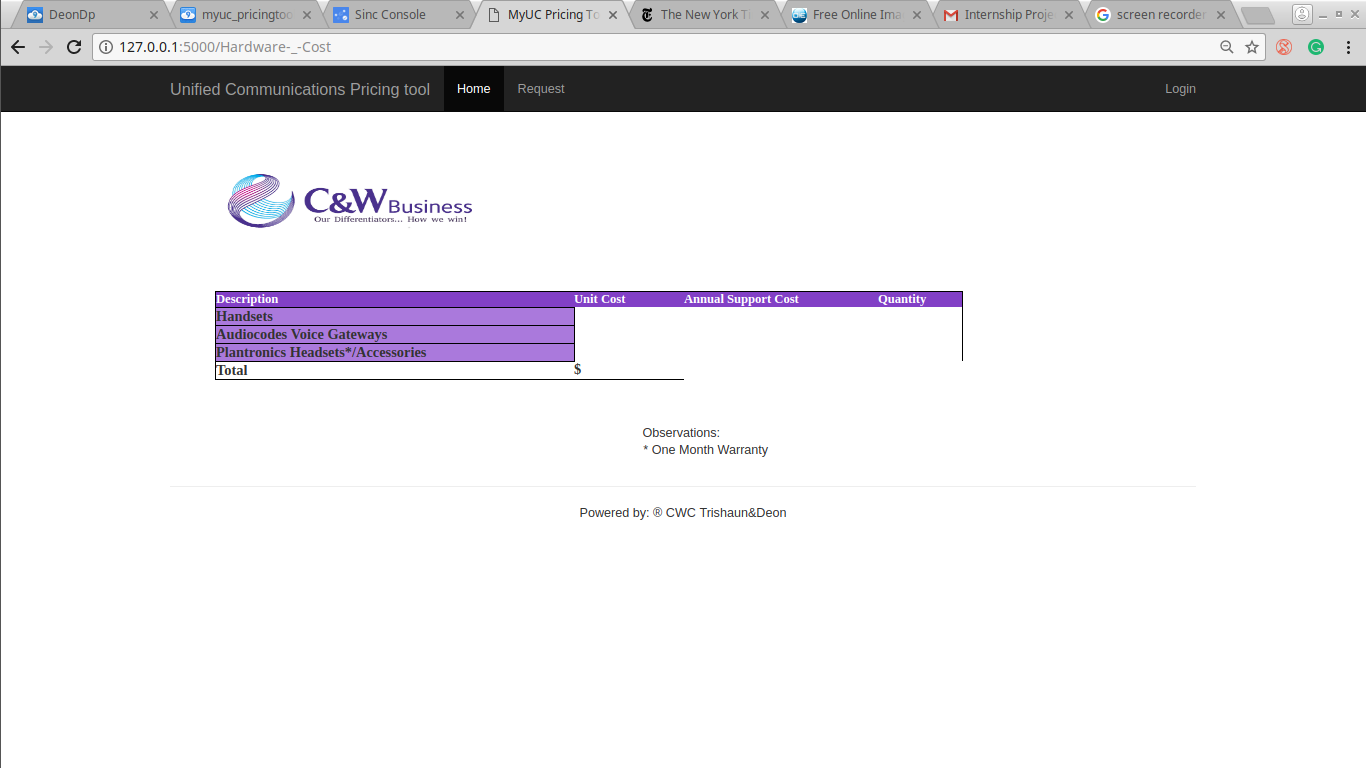 DeonDp
myuc_pricingtoo
Sinc Console
MyUC Pricing To
The New York Ti
Free Online Ima
Internship Proje
screen recorder
127.0.0.1:5000/Hardware-_-Cost
Unified Communications Pricing tool Home Request Login
C&W Business
Our Differentiators... How we win!
Description Unit Cost Annual Support Cost Quantity
Handsets
Audiocodes Voice Gateways
Plantronics Headsets*/Accessories
Total $
Observations:
* One Month Warranty
Powered by: ® CWC Trishaun&Deon